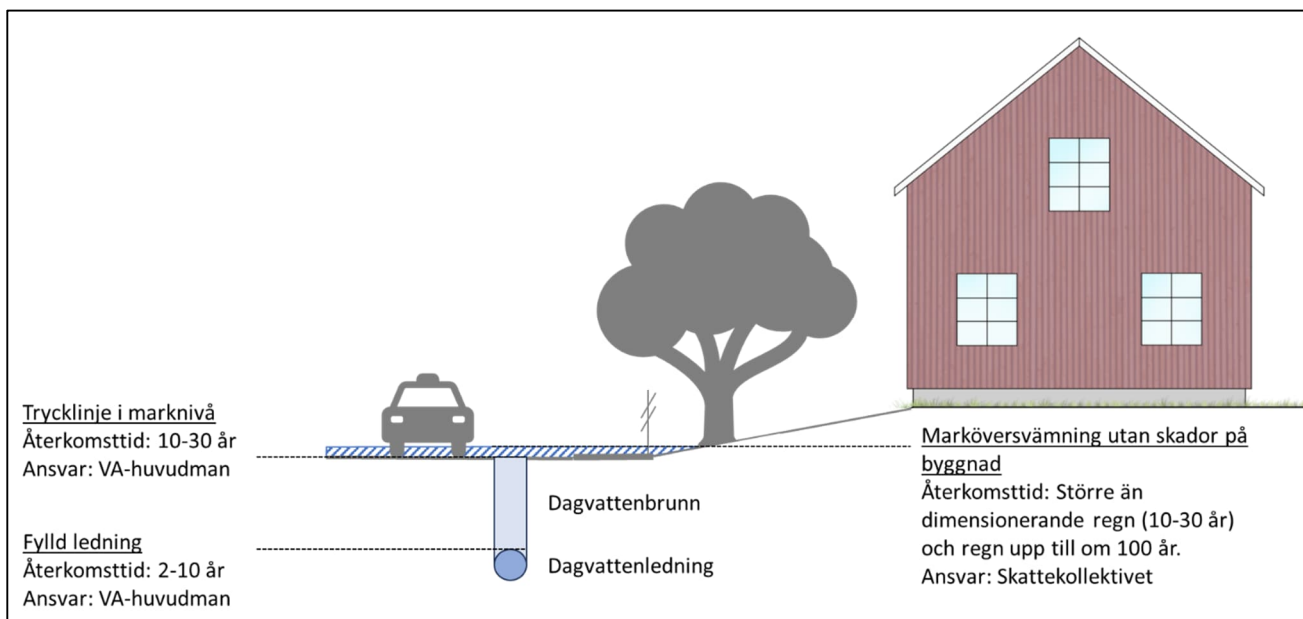 Trycklinje i marknivå
Återkomsttid: 10-30 år
Ansvar: VA-huvudman
Fylld ledning
Återkomsttid: 2-10 år
Ansvar: VA-huvudman
Dagvattenbrunn
Dagvattenledning
Marköversvämning utan skador på
byggnad
Återkomsttid: Större än
dimensionerande regn (10-30 år)
och regn upp till om 100 år.
Ansvar: Skattekollektivet